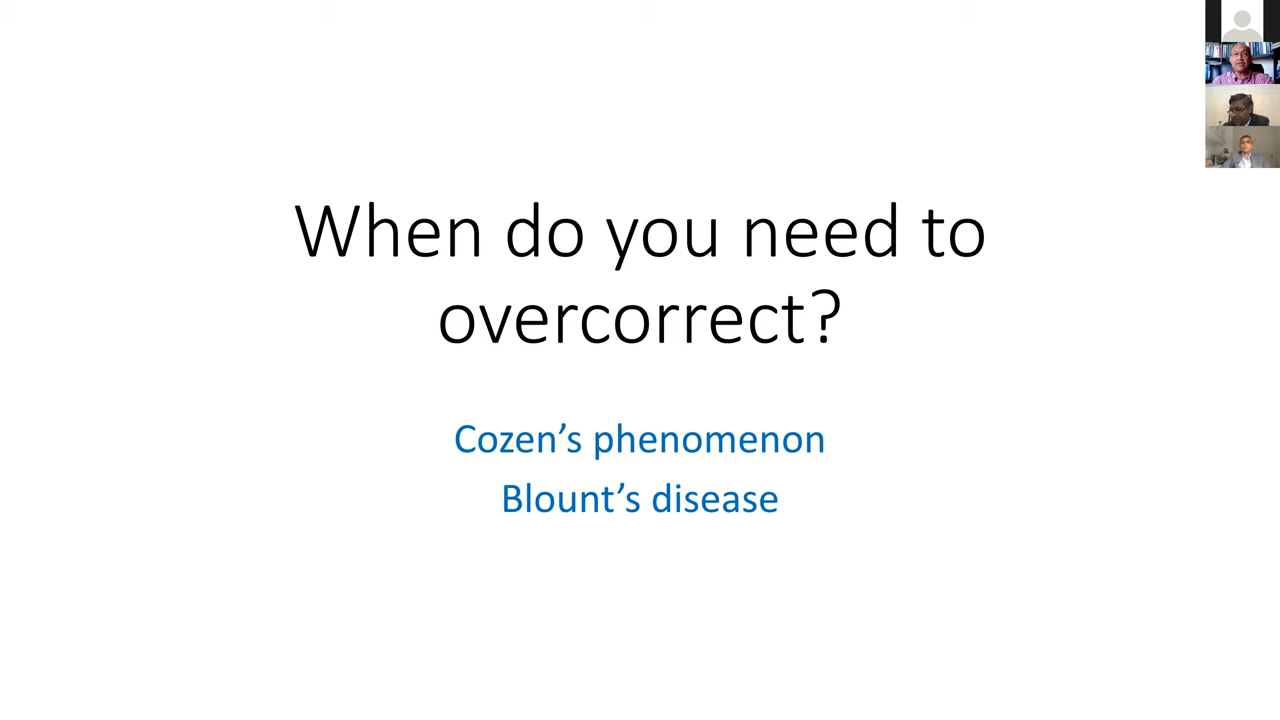 When do you need to
overcorrect?
Cozen’s phenomenon
Blount’s disease